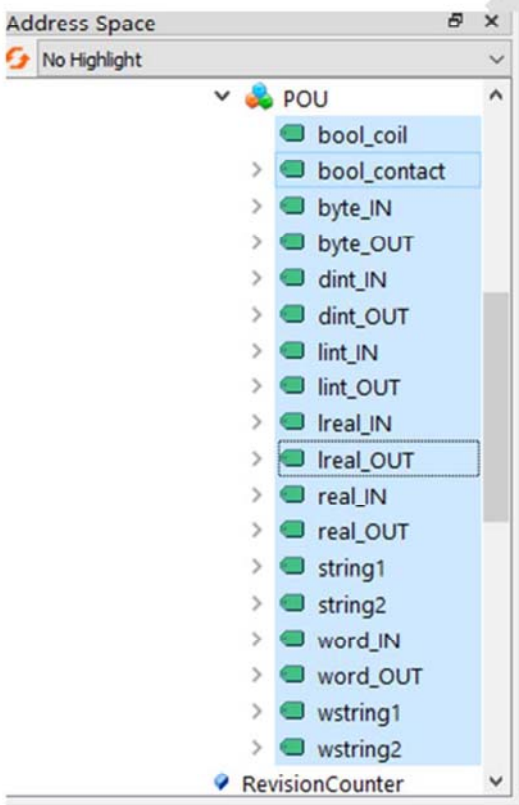 Address Space
No Highlight
POU
bool_coil
bool_contact
byte_IN
byte_OUT
dint_IN
dint_OUT
lint_IN
lint_OUT
lreal_IN
lreal_OUT
real_IN
real_OUT
string1
string2
word_IN
word_OUT
wstring1
wstring2
RevisionCounter